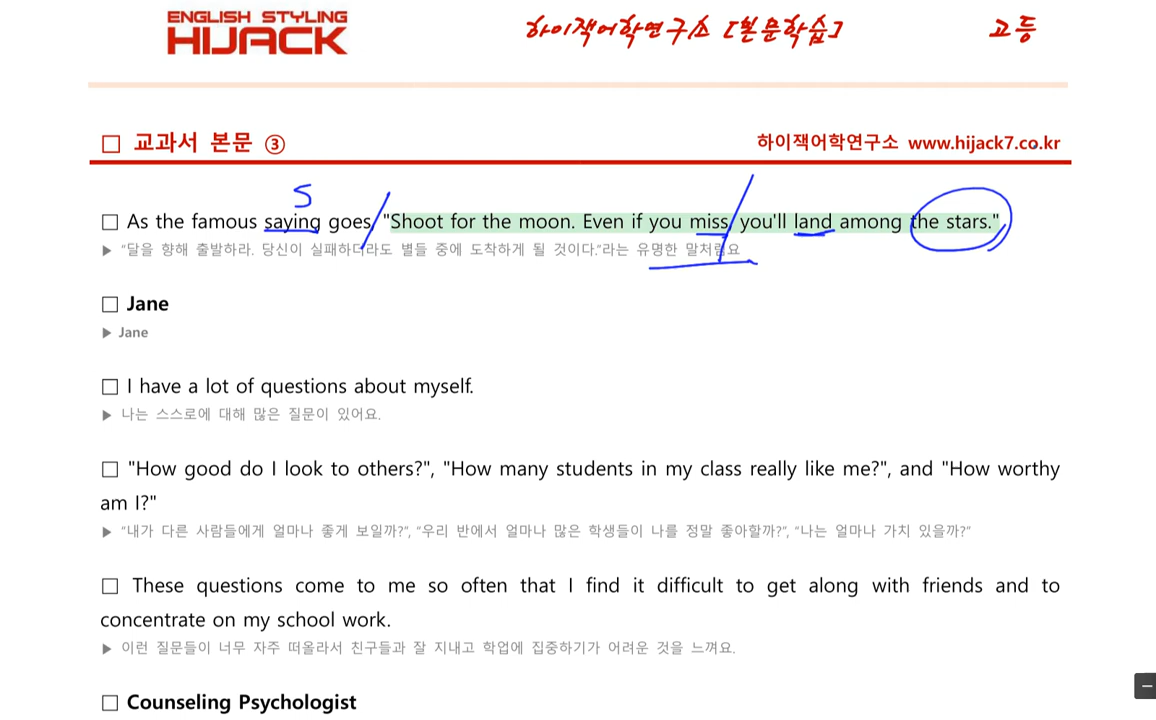 ENGLISH STYLING
HIJACK
하이잭어학연구소 [본문학습]
고등
□ 교과서 본문 ③
하이잭어학연구소 www.hijack7.co.kr
S
□ As the famous saying goes, "Shoot for the moon. Even if you miss, you'll land among the stars."
▶ "달을 향해 출발하라. 당신이 실패하더라도 별들 중에 도착하게 될 것이다."라는 유명한 말처럼요
□ Jane
▶ Jane
□ I have a lot of questions about myself.
▶ 나는 스스로에 대해 많은 질문이 있어요.
□ "How good do I look to others?", "How many students in my class really like me?", and "How worthy
am I?"
▶ "내가 다른 사람들에게 얼마나 좋게 보일까?", "우리 반에서 얼마나 많은 학생들이 나를 정말 좋아할까?", "나는 얼마나 가치 있을까?"
□ These questions come to me so often that I find it difficult to get along with friends and to
concentrate on my school work.
▶ 이런 질문들이 너무 자주 떠올라서 친구들과 잘 지내고 학업에 집중하기가 어려운 것을 느껴요.
□ Counseling Psychologist